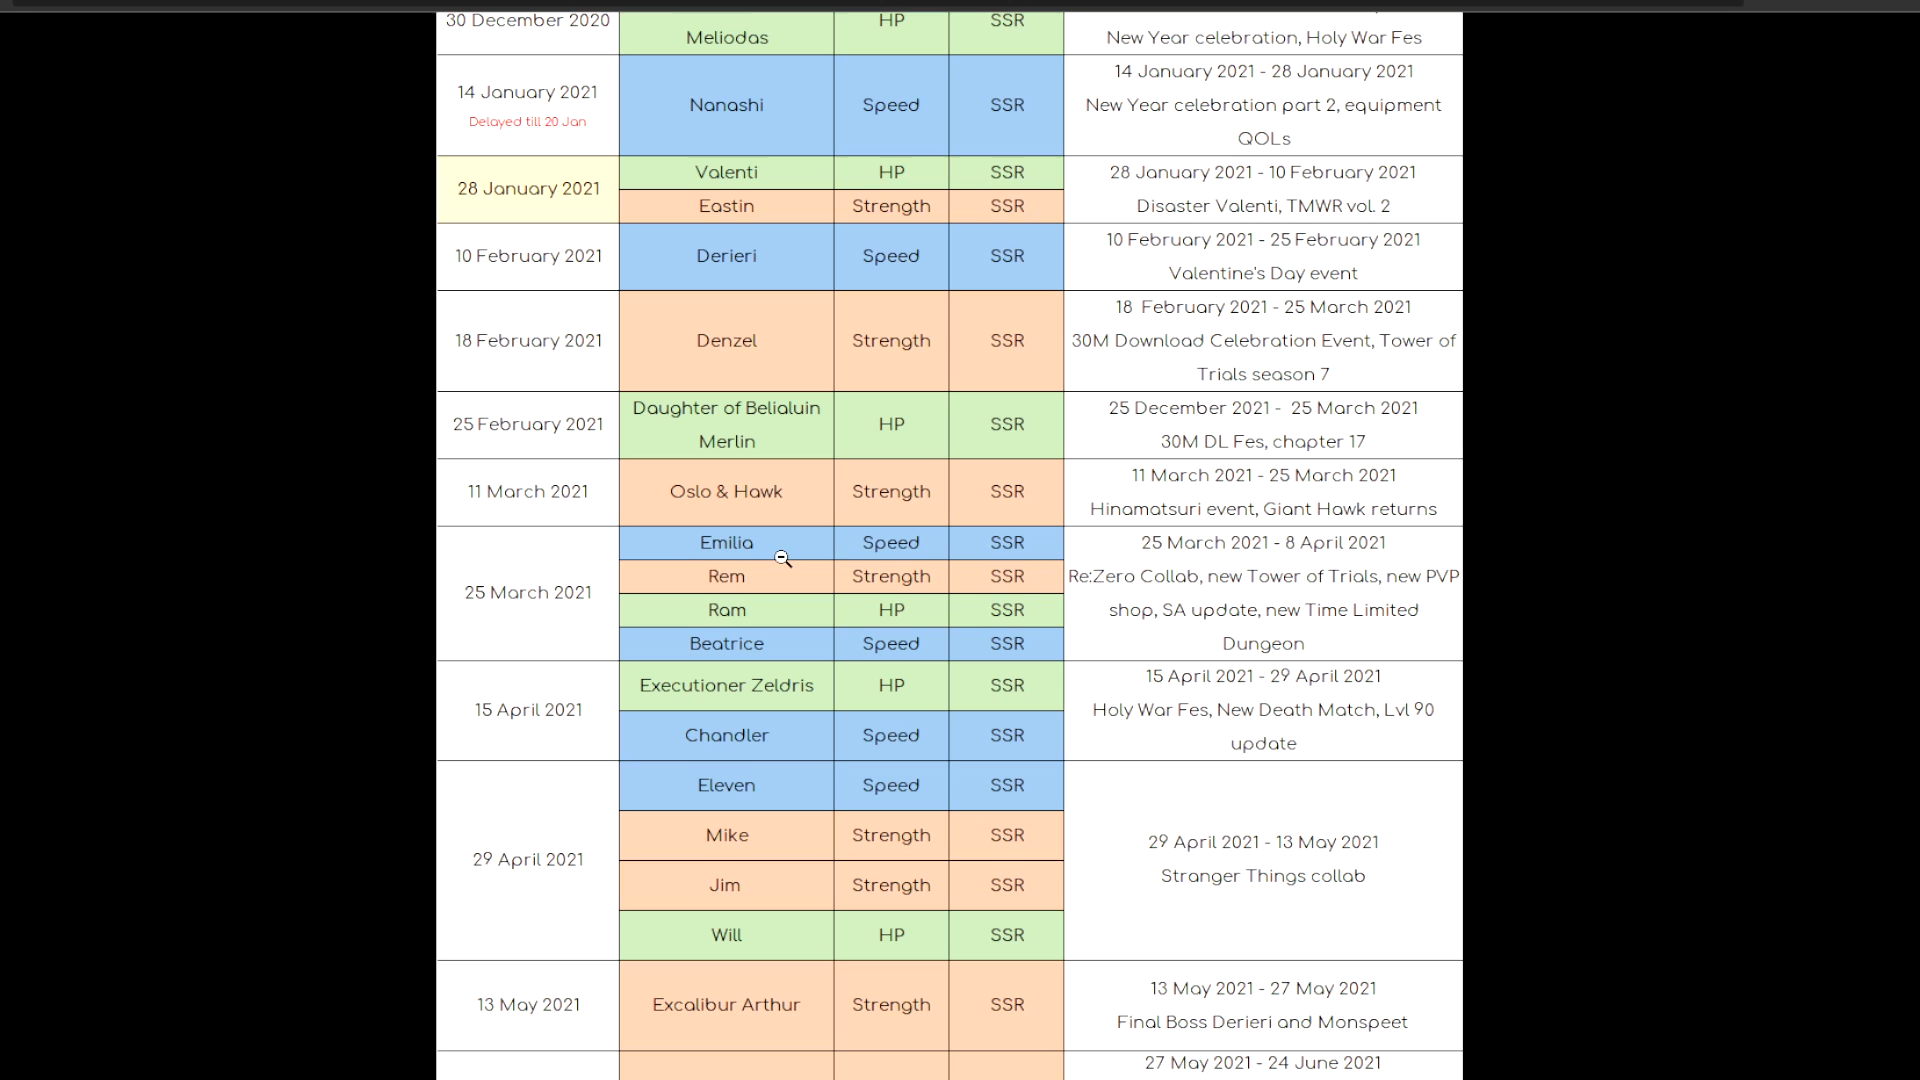 30 December 2020
Meliodas
HP
SSR
New Year celebration, Holy War Fes
14 January 2021
Delayed till 20 Jan
Nanashi
Speed
SSR
14 January 2021 - 28 January 2021
New Year celebration part 2, equipment
QOLs
28 January 2021
Valenti
HP
SSR
Eastin
Strength
SSR
28 January 2021 - 10 February 2021
Disaster Valenti, TMWR vol. 2
10 February 2021
Derieri
Speed
SSR
10 February 2021 - 25 February 2021
Valentine's Day event
18 February 2021
Denzel
Strength
SSR
18 February 2021 - 25 March 2021
30M Download Celebration Event, Tower of
Trials season 7
25 February 2021
Daughter of Belialuin
Merlin
HP
SSR
25 December 2021 - 25 March 2021
30M DL Fes, chapter 17
11 March 2021
Oslo & Hawk
Strength
SSR
11 March 2021 - 25 March 2021
Hinamatsuri event, Giant Hawk returns
25 March 2021
Emilia
Speed
SSR
Rem
Strength
SSR
Ram
HP
SSR
Beatrice
Speed
SSR
25 March 2021 - 8 April 2021
Re:Zero Collab, new Tower of Trials, new PVP
shop, SA update, new Time Limited
Dungeon
15 April 2021
Executioner Zeldris
HP
SSR
Chandler
Speed
SSR
15 April 2021 - 29 April 2021
Holy War Fes, New Death Match, Lvl 90
update
29 April 2021
Eleven
Speed
SSR
Mike
Strength
SSR
Jim
Strength
SSR
Will
HP
SSR
29 April 2021 - 13 May 2021
Stranger Things collab
13 May 2021
Excalibur Arthur
Strength
SSR
13 May 2021 - 27 May 2021
Final Boss Derieri and Monspeet
27 May 2021 - 24 June 2021